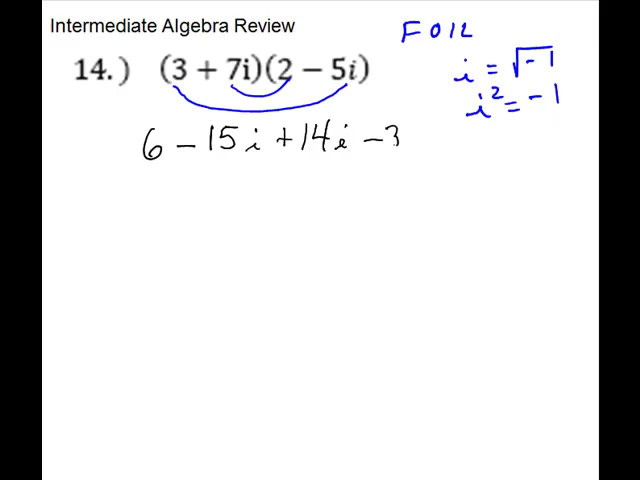 Intermediate Algebra Review
FOIL
14.) (3 + 7i)(2 − 5i)
i = √-1
i² = -1
6 - 15i + 14i - 3